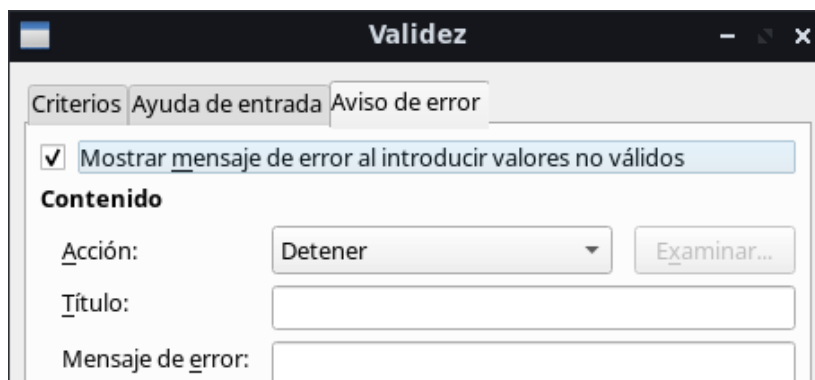 Validez
Criterios Ayuda de entrada Aviso de error
Mostrar mensaje de error al introducir valores no válidos
Contenido
Acción: Detener Examinar...
Título:
Mensaje de error: